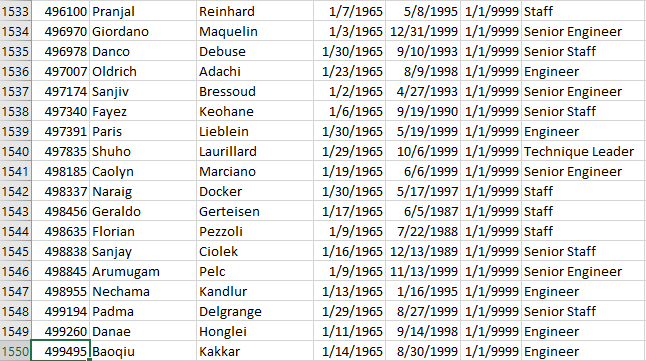 1533 496100 Pranjal Reinhard 1/7/1965 5/8/1995 1/1/9999 Staff
1534 496970 Giordano Maquelin 1/3/1965 12/31/1999 1/1/9999 Senior Engineer
1535 496978 Danco Debuse 1/30/1965 9/10/1993 1/1/9999 Senior Staff
1536 497007 Oldrich Adachi 1/23/1965 8/9/1998 1/1/9999 Engineer
1537 497174 Sanjiv Bressoud 1/2/1965 4/27/1993 1/1/9999 Senior Engineer
1538 497340 Fayez Keohane 1/6/1965 9/19/1990 1/1/9999 Senior Staff
1539 497391 Paris Lieblein 1/30/1965 5/19/1999 1/1/9999 Engineer
1540 497835 Shuho Laurillard 1/29/1965 10/6/1999 1/1/9999 Technique Leader
1541 498185 Caolyn Marciano 1/19/1965 6/6/1999 1/1/9999 Senior Engineer
1542 498337 Naraig Docker 1/30/1965 5/17/1997 1/1/9999 Staff
1543 498456 Geraldo Gerteisen 1/17/1965 6/5/1987 1/1/9999 Staff
1544 498635 Florian Pezzoli 1/9/1965 7/22/1988 1/1/9999 Staff
1545 498838 Sanjay Ciolek 1/16/1965 12/13/1989 1/1/9999 Senior Staff
1546 498845 Arumugam Pelc 1/9/1965 11/13/1999 1/1/9999 Senior Engineer
1547 498955 Nechama Kandlur 1/13/1965 1/16/1995 1/1/9999 Engineer
1548 499194 Padma Delgrange 1/29/1965 8/27/1999 1/1/9999 Senior Staff
1549 499260 Danae Honglei 1/11/1965 9/14/1998 1/1/9999 Engineer
1550 499495 Baoqiu Kakkar 1/14/1965 8/30/1999 1/1/9999 Engineer